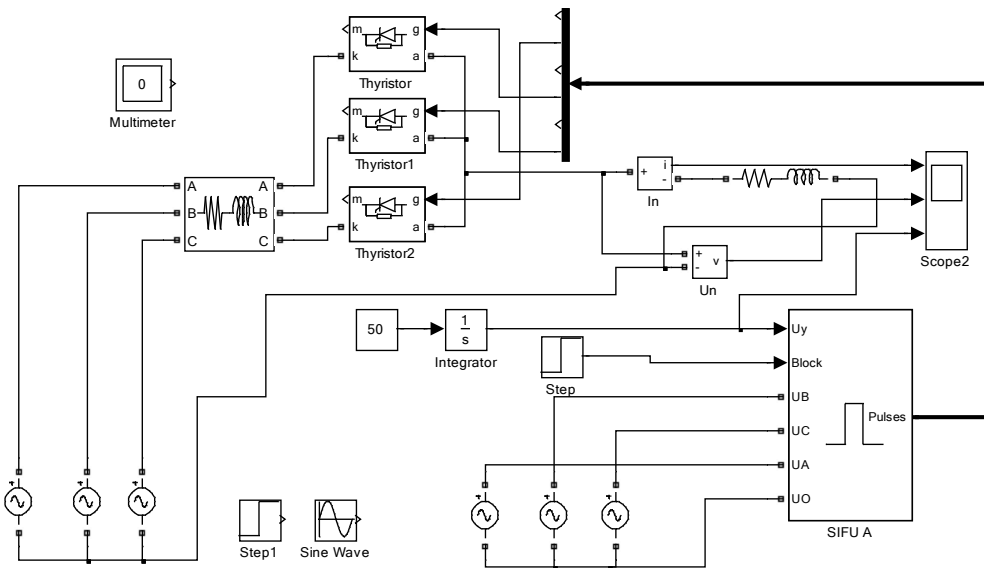 m g
k a
Thyristor
0
Multimeter
m g
k a
Thyristor1
A A
B B
C C
m g
k a
Thyristor2
+ i
-
In
+ v
-
Un
Scope2
50
1
s
Integrator
Step
Uy
Block
UB
UC
UA
UO
Pulses
SIFU A
+
+
+
+
+
+
Step1
Sine Wave